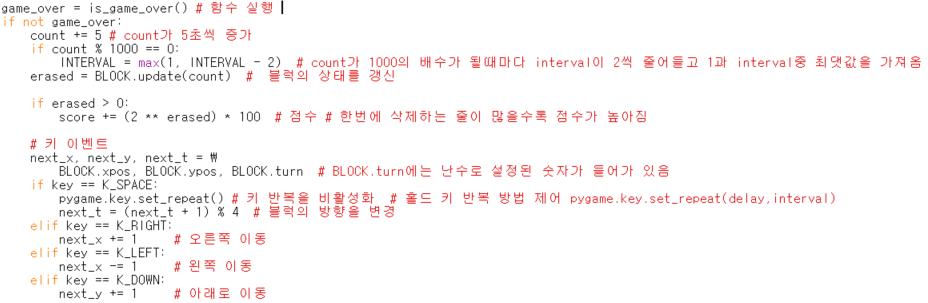 game_over = is_game_over() # 함수 실행
if not game_over:
    count += 5 # count가 5초씩 증가
    if count % 1000 == 0:
        INTERVAL = max(1, INTERVAL - 2)  # count가 1000의 배수가 될때마다 interval이 2씩 줄어들고 1과 interval중 최댓값을 가져옴
    erased = BLOCK.update(count)  #  블럭의 상태를 갱신

    if erased > 0:
        score += (2 ** erased) * 100  # 점수 # 한번에 삭제하는 줄이 많을수록 점수가 높아짐

    # 키 이벤트
    next_x, next_y, next_t = ₩
        BLOCK.xpos, BLOCK.ypos, BLOCK.turn  # BLOCK.turn에는 난수로 설정된 숫자가 들어가 있음
    if key == K_SPACE:
        pygame.key.set_repeat() # 키 반복을 비활성화  # 홀드 키 반복 방법 제어 pygame.key.set_repeat(delay,interval)
        next_t = (next_t + 1) % 4  # 블럭의 방향을 변경
    elif key == K_RIGHT:
        next_x += 1     # 오른쪽 이동
    elif key == K_LEFT:
        next_x -= 1     # 왼쪽 이동
    elif key == K_DOWN:
        next_y += 1     # 아래로 이동